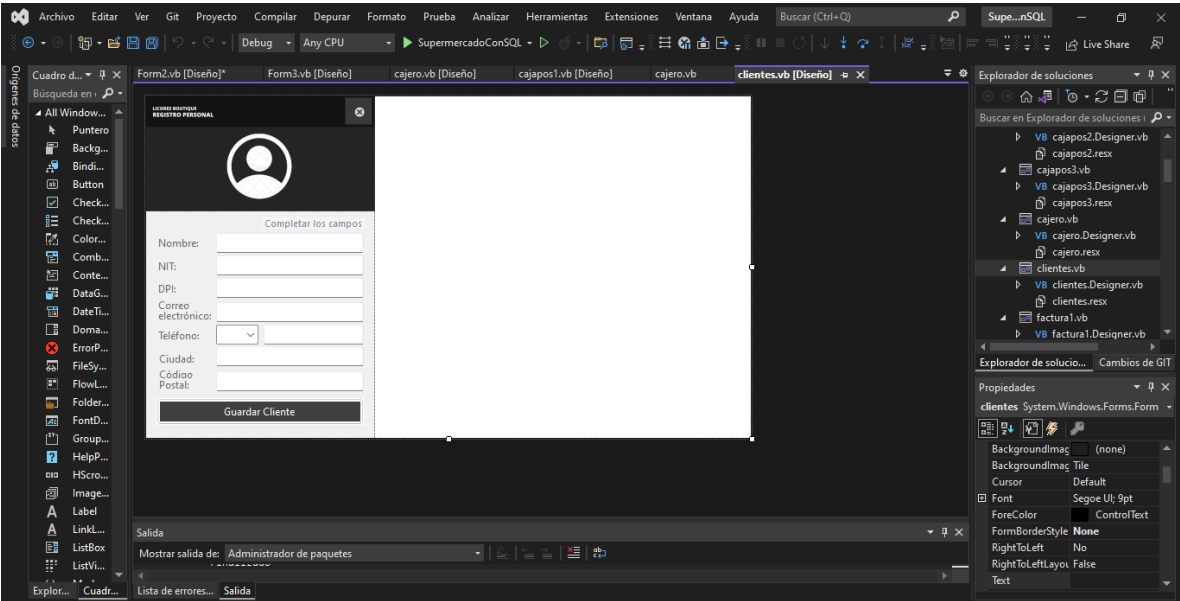 Archivo Editar Ver Git Proyecto Compilar Depurar Formato Prueba Analizar Herramientas Extensiones Ventana Ayuda Buscar (Ctrl+Q) Supe...nSQL
Debug Any CPU SupermercadoConSQL Live Share
Orígenes de datos
Cuadro d...
Búsqueda en
All Window...
Puntero
Backg...
Bindi...
Button
Check...
Check...
Color...
Comb...
Conte...
DataG...
DateTi...
Doma...
ErrorP...
FileSy...
FlowL...
Folder...
FontD...
Group...
HelpP...
HScro...
Image...
Label
LinkL...
ListBox
ListVi...
Explor... Cuadr...
Form2.vb [Diseño]* Form3.vb [Diseño] cajero.vb [Diseño] cajapos1.vb [Diseño] cajero.vb clientes.vb [Diseño]
LICORES BOUTIQUE
REGISTRO PERSONAL
Completar los campos
Nombre:
NIT:
DPI:
Correo
electrónico:
Teléfono:
Ciudad:
Código
Postal:
Guardar Cliente
Salida
Mostrar salida de: Administrador de paquetes
Lista de errores... Salida
Explorador de soluciones
Buscar en Explorador de soluciones
VB cajapos2.Designer.vb
cajapos2.resx
cajapos3.vb
VB cajapos3.Designer.vb
cajapos3.resx
cajero.vb
VB cajero.Designer.vb
cajero.resx
clientes.vb
VB clientes.Designer.vb
clientes.resx
factura1.vb
VB factura1.Designer.vb
Explorador de solucio... Cambios de GIT
Propiedades
clientes System.Windows.Forms.Form
BackgroundImag (none)
BackgroundImag Tile
Cursor Default
Font Segoe UI; 9pt
ForeColor ControlText
FormBorderStyle None
RightToLeft No
RightToLeftLayou False
Text